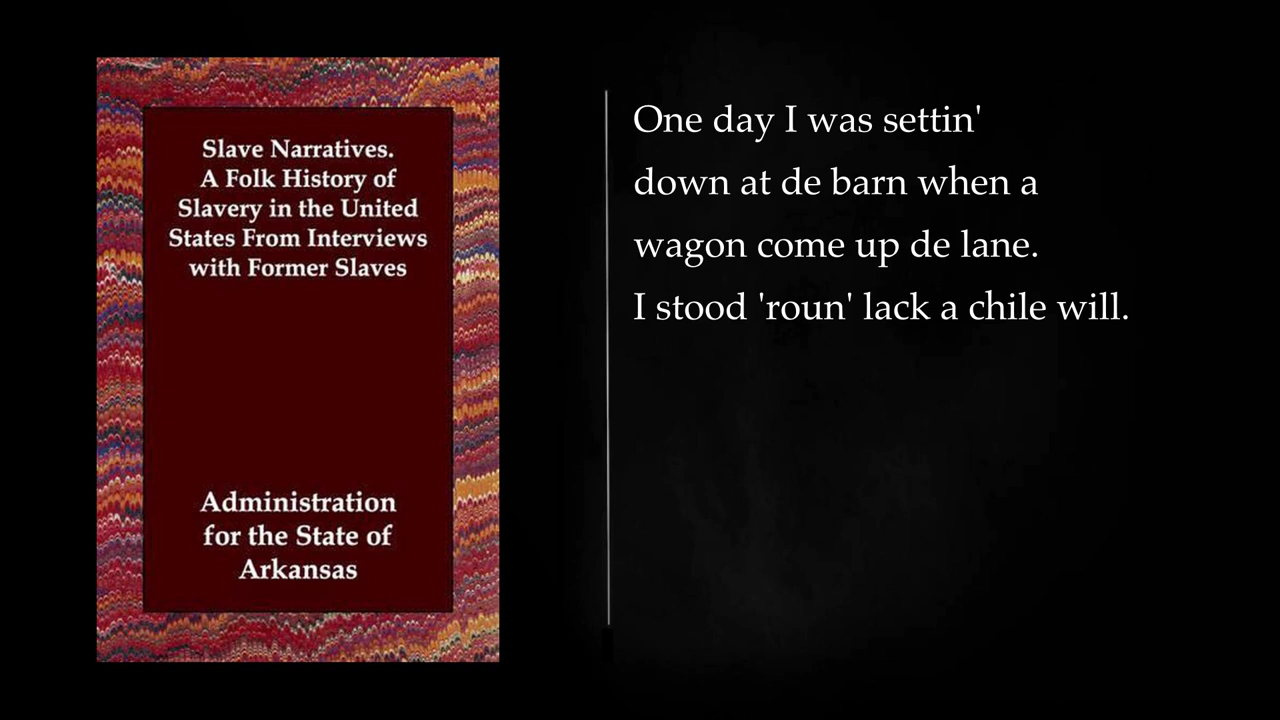 Slave Narratives.
A Folk History of
Slavery in the United
States From Interviews
with Former Slaves
Administration
for the State of
Arkansas
One day I was settin'
down at de barn when a
wagon come up de lane.
I stood 'roun' lack a chile will.